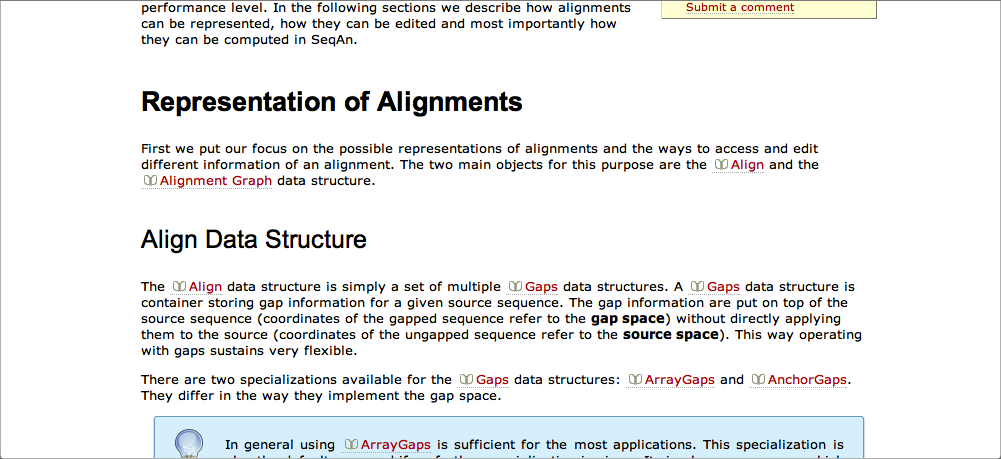 performance level. In the following sections we describe how alignments
can be represented, how they can be edited and most importantly how
they can be computed in SeqAn.
Submit a comment
Representation of Alignments
First we put our focus on the possible representations of alignments and the ways to access and edit
different information of an alignment. The two main objects for this purpose are the Align and the
Alignment Graph data structure.
Align Data Structure
The Align data structure is simply a set of multiple Gaps data structures. A Gaps data structure is
container storing gap information for a given source sequence. The gap information are put on top of the
source sequence (coordinates of the gapped sequence refer to the gap space) without directly applying
them to the source (coordinates of the ungapped sequence refer to the source space). This way operating
with gaps sustains very flexible.
There are two specializations available for the Gaps data structures: ArrayGaps and AnchorGaps.
They differ in the way they implement the gap space.
In general using ArrayGaps is sufficient for the most applications. This specialization is